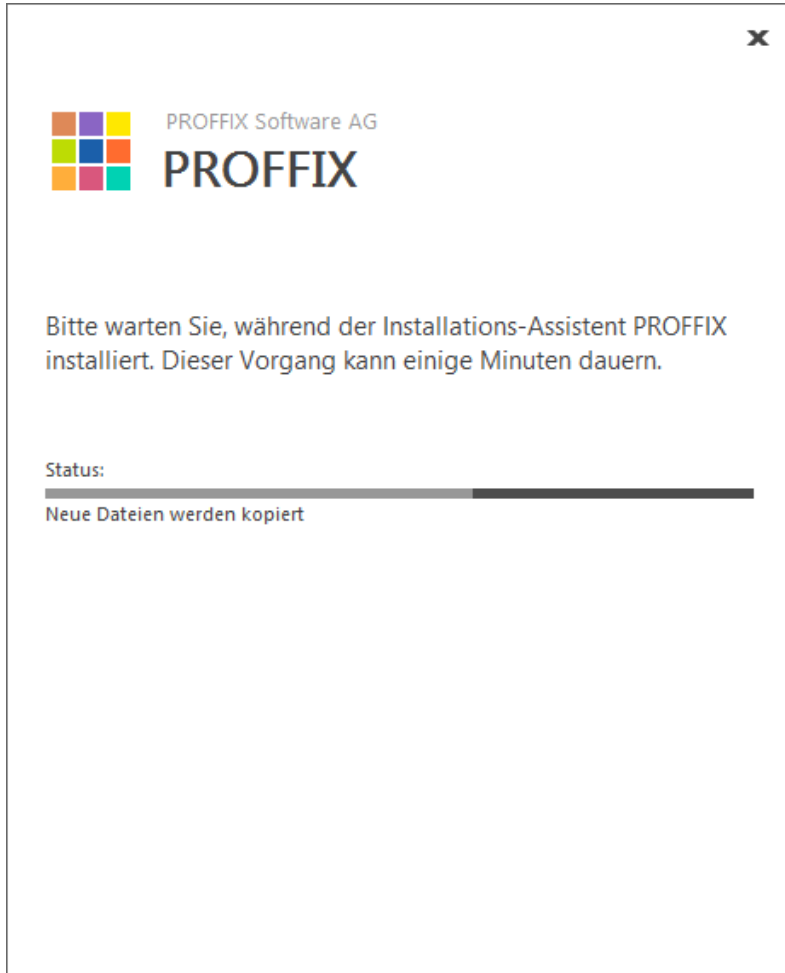 PROFFIX Software AG
PROFFIX
Bitte warten Sie, während der Installations-Assistent PROFFIX
installiert. Dieser Vorgang kann einige Minuten dauern.
Status:
Neue Dateien werden kopiert